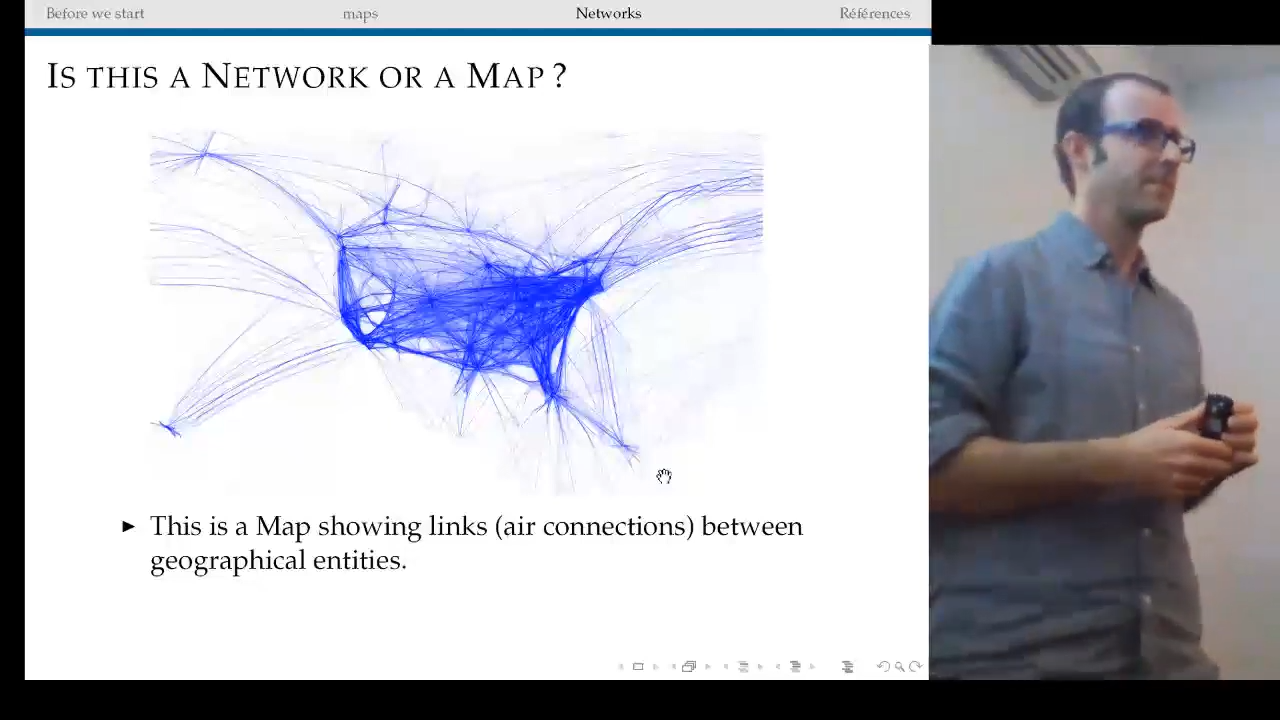 Before we start maps Networks Références
IS THIS A NETWORK OR A MAP ?
► This is a Map showing links (air connections) between
geographical entities.